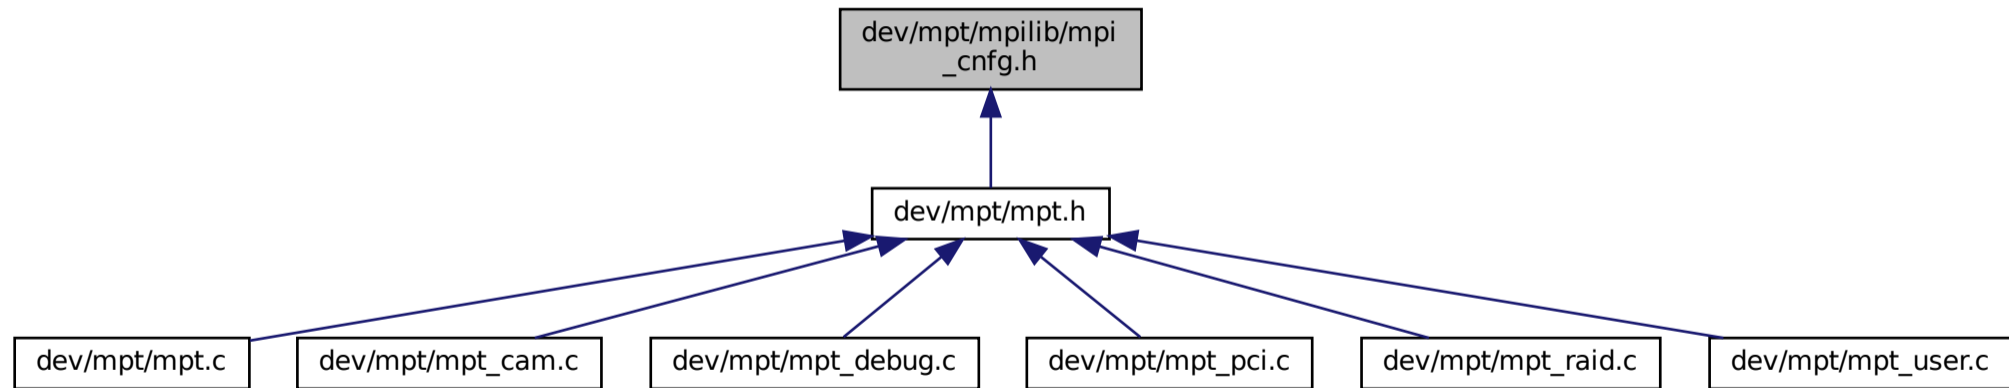 dev/mpt/mpilib/mpi
_cnfg.h
dev/mpt/mpt.h
dev/mpt/mpt.c
dev/mpt/mpt_cam.c
dev/mpt/mpt_debug.c
dev/mpt/mpt_pci.c
dev/mpt/mpt_raid.c
dev/mpt/mpt_user.c